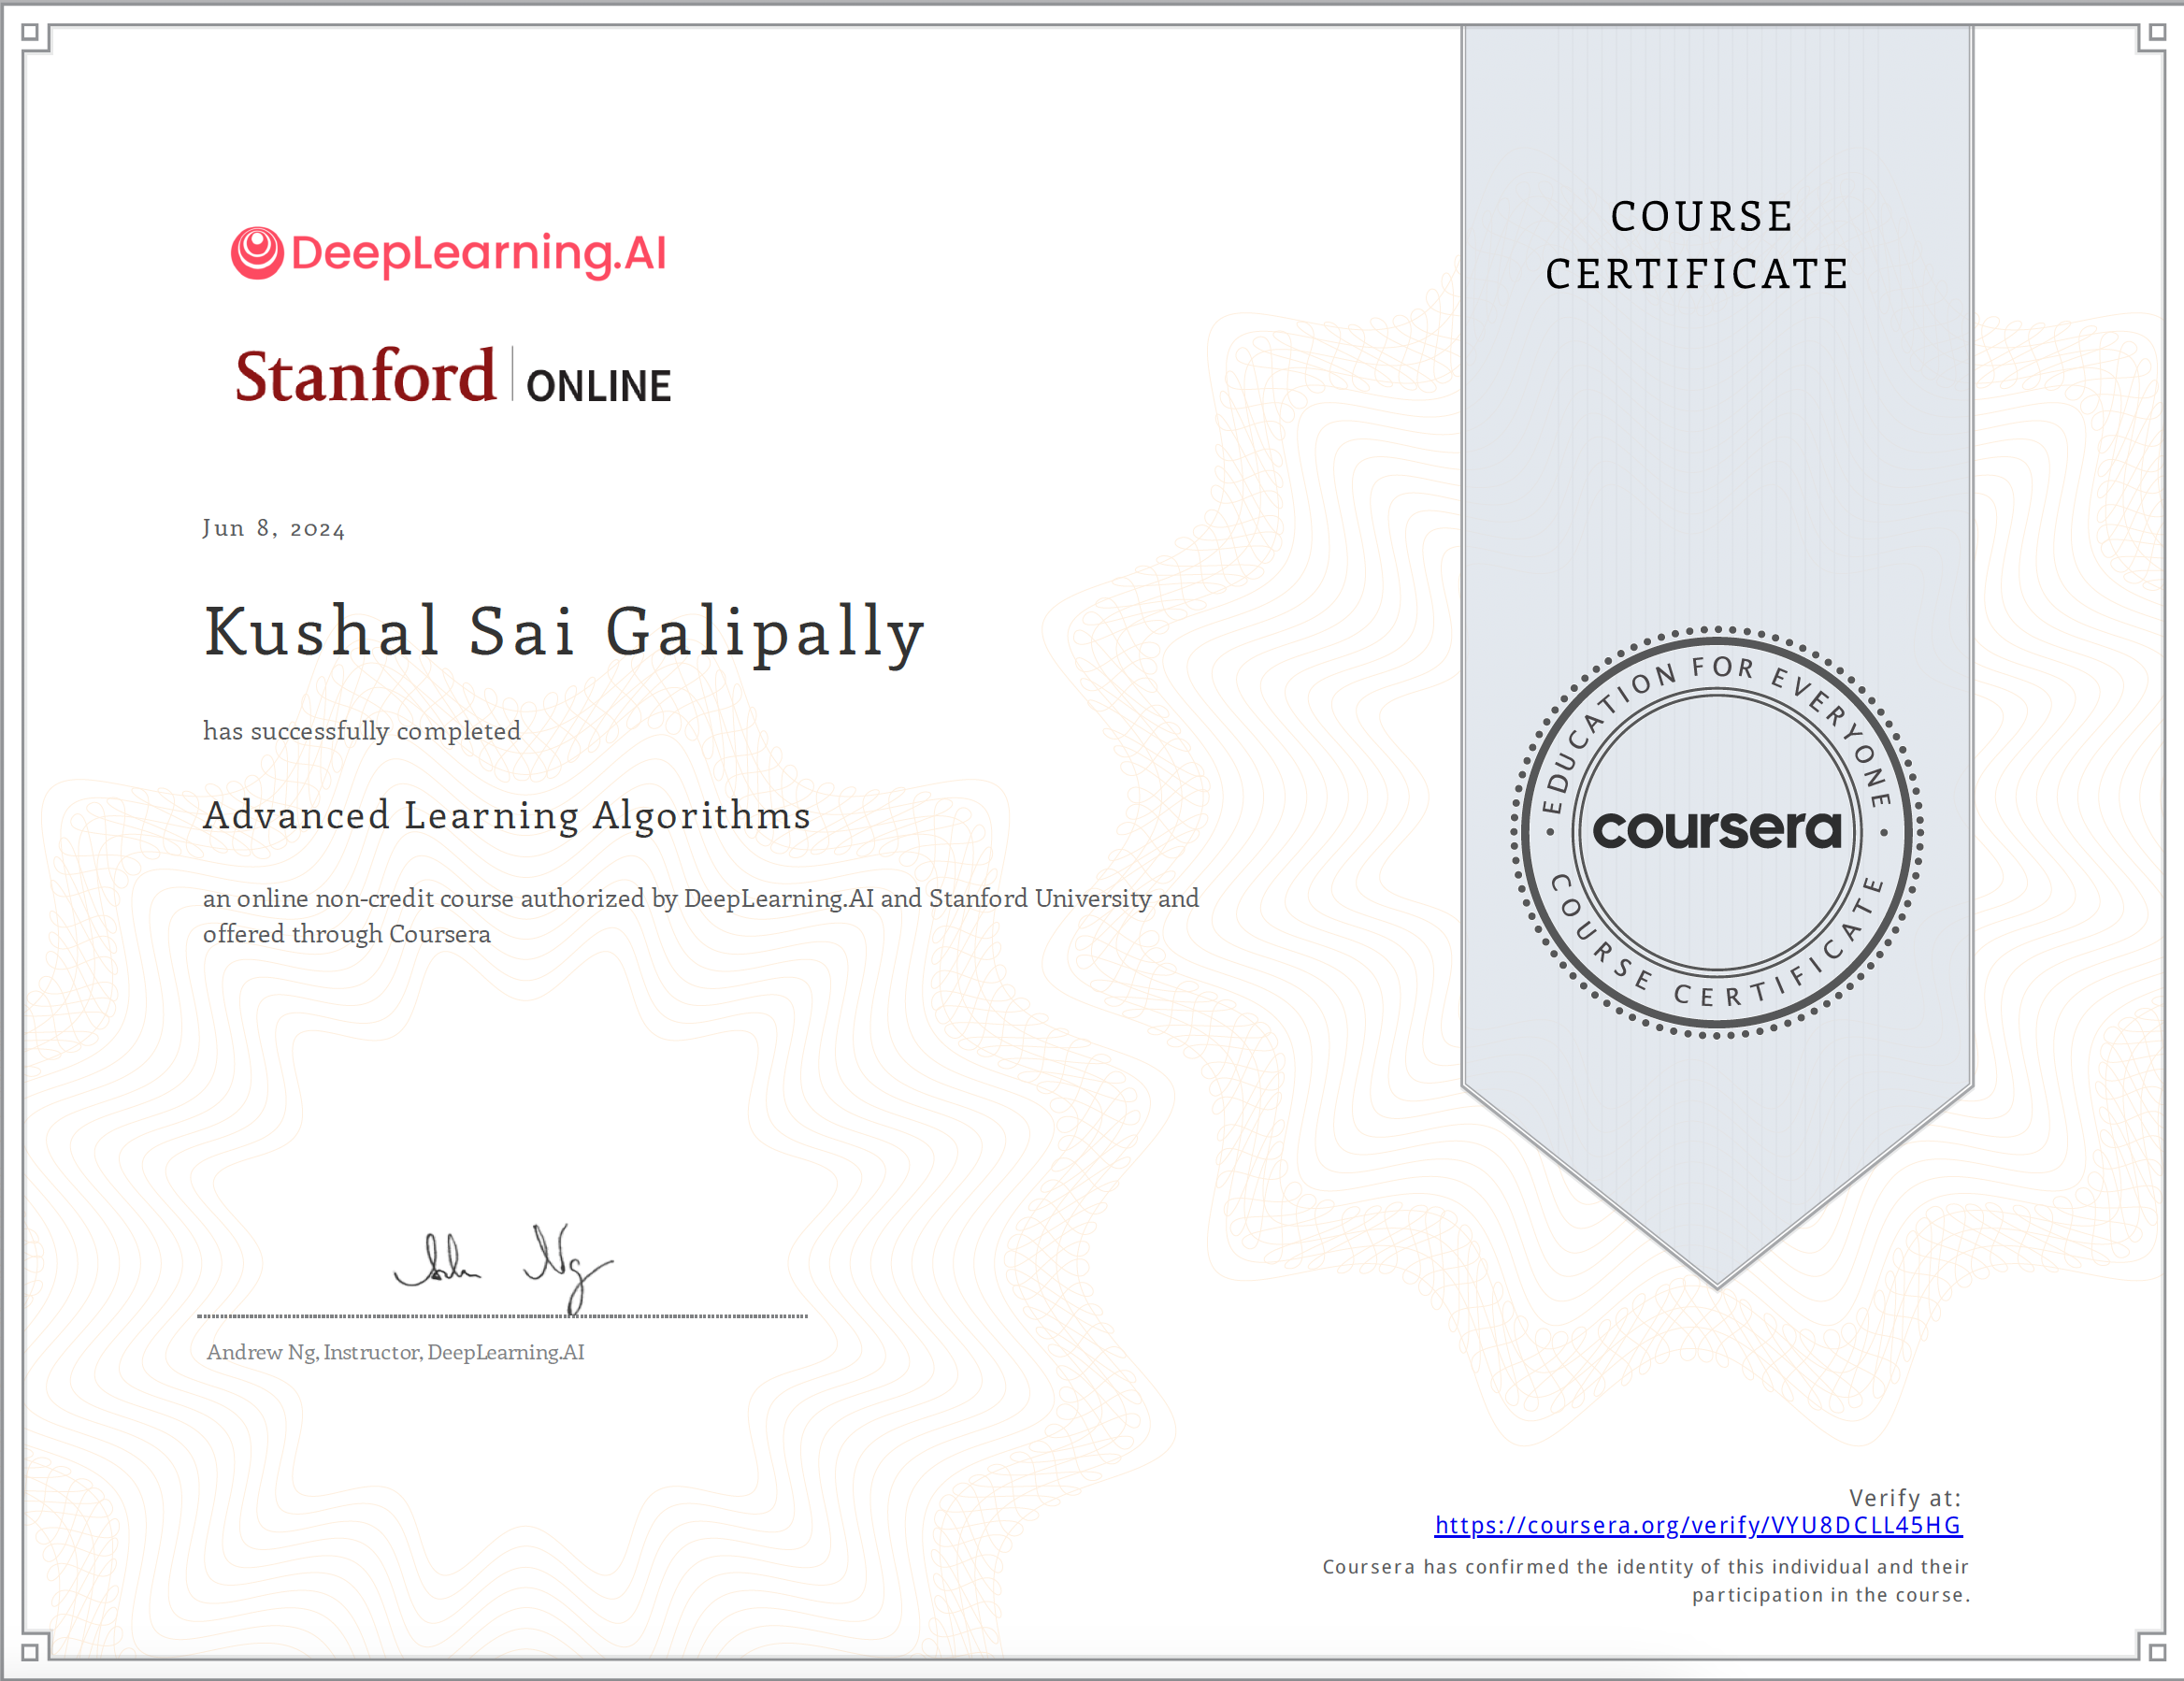 DeepLearning.AI
Stanford | ONLINE
Jun 8, 2024
Kushal Sai Galipally
has successfully completed
Advanced Learning Algorithms
an online non-credit course authorized by DeepLearning.AI and Stanford University and
offered through Coursera
Andrew Ng
Andrew Ng, Instructor, DeepLearning.AI
COURSE
CERTIFICATE
EDUCATION FOR EVERYONE
coursera
COURSE CERTIFICATE
Verify at:
https://coursera.org/verify/VYU8DCLL45HG
Coursera has confirmed the identity of this individual and their
participation in the course.